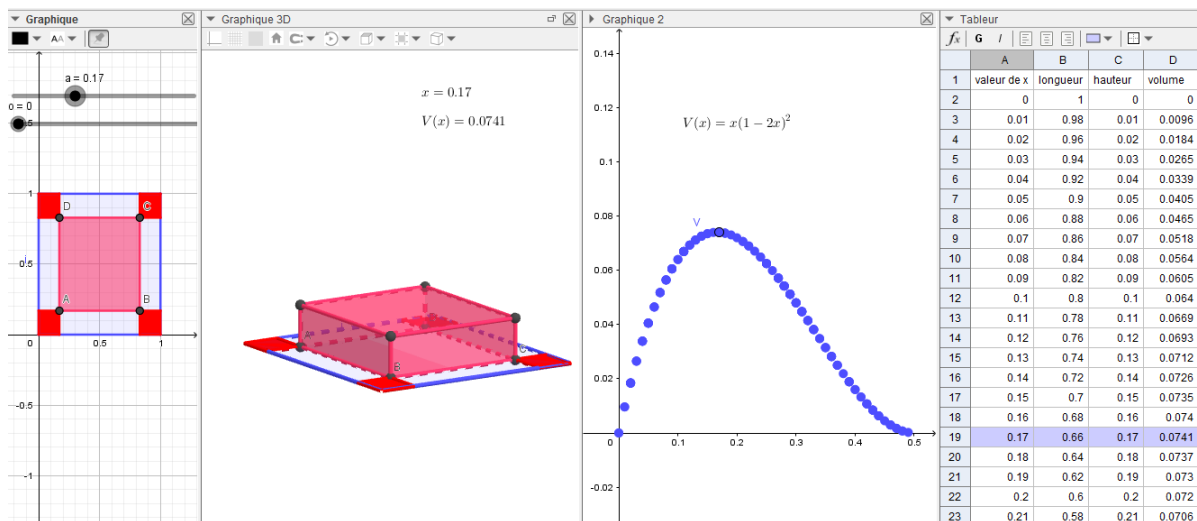 Graphique
AA
a = 0.17
= 0
1
D
C
0.5
A
B
0
0.5
1
-0.5
-1
Graphique 3D
x = 0.17
V(x) = 0.0741
B
C
Graphique 2
0.14
0.12
V(x) = x(1 − 2x)²
0.1
0.08
V
0.06
0.04
0.02
0
0.1
0.2
0.3
0.4
0.5
-0.02
Tableur
fx G I
A B C D
1 valeur de x longueur hauteur volume
2 0 1 0 0
3 0.01 0.98 0.01 0.0096
4 0.02 0.96 0.02 0.0184
5 0.03 0.94 0.03 0.0265
6 0.04 0.92 0.04 0.0339
7 0.05 0.9 0.05 0.0405
8 0.06 0.88 0.06 0.0465
9 0.07 0.86 0.07 0.0518
10 0.08 0.84 0.08 0.0564
11 0.09 0.82 0.09 0.0605
12 0.1 0.8 0.1 0.064
13 0.11 0.78 0.11 0.0669
14 0.12 0.76 0.12 0.0693
15 0.13 0.74 0.13 0.0712
16 0.14 0.72 0.14 0.0726
17 0.15 0.7 0.15 0.0735
18 0.16 0.68 0.16 0.074
19 0.17 0.66 0.17 0.0741
20 0.18 0.64 0.18 0.0737
21 0.19 0.62 0.19 0.073
22 0.2 0.6 0.2 0.072
23 0.21 0.58 0.21 0.0706